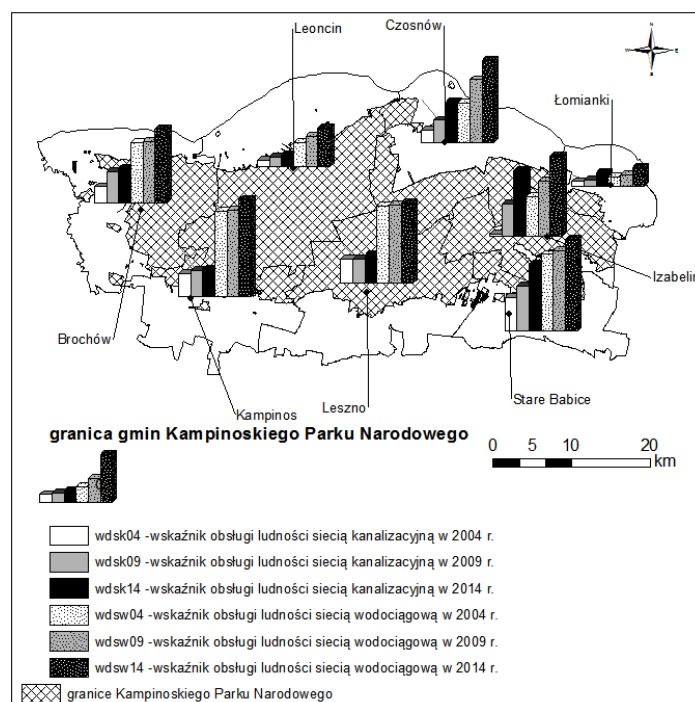 Leoncin
Czosnów
N
W
E
S
Łomianki
Izabelin
Brochów
Kampinos
Leszno
Stare Babice
granica gmin Kampinoskiego Parku Narodowego
0 5 10 20
km
wdsk04 -wskaźnik obsługi ludności siecią kanalizacyjną w 2004 r.
wdsk09 -wskaźnik obsługi ludności siecią kanalizacyjną w 2009 r.
wdsk14 -wskaźnik obsługi ludności siecią kanalizacyjną w 2014 r.
wdsw04 -wskaźnik obsługi ludności siecią wodociągową w 2004 r.
wdsw09 -wskaźnik obsługi ludności siecią wodociągową w 2009 r.
wdsw14 -wskaźnik obsługi ludności siecią wodociągową w 2014 r.
granice Kampinoskiego Parku Narodowego